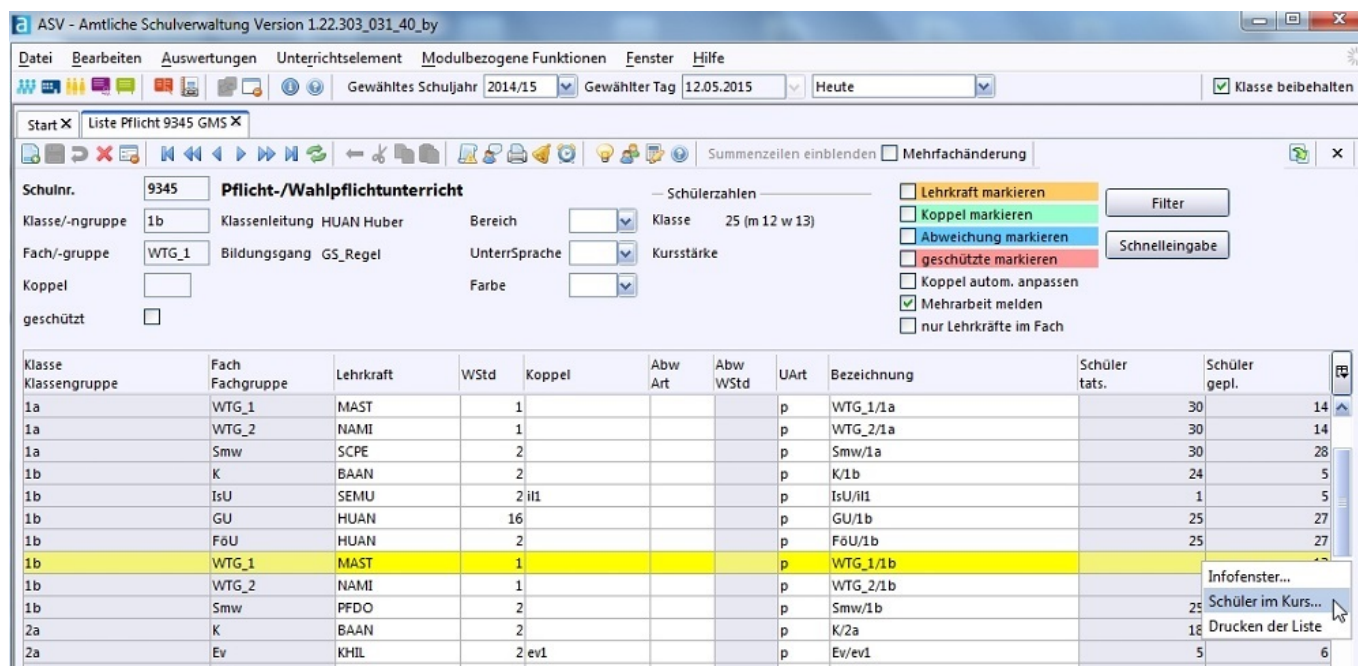 ASV - Amtliche Schulverwaltung Version 1.22.303_031_40_by
Datei Bearbeiten Auswertungen Unterrichtselement Modulbezogene Funktionen Fenster Hilfe
Gewähltes Schuljahr 2014/15 Gewählter Tag 12.05.2015 Heute Klasse beibehalten
Start X Liste Pflicht 9345 GMS X
Summenzeilen einblenden Mehrfachänderung
Schulnr. 9345 Pflicht-/Wahlpflichtunterricht Schülerzahlen Lehrkraft markieren Filter
Klasse/-ngruppe 1b Klassenleitung HUAN Huber Bereich Klasse 25 (m 12 w 13) Koppel markieren
Fach/-gruppe WTG_1 Bildungsgang GS_Regel UnterrSprache Kursstärke Abweichung markieren Schnelleingabe
geschützte markieren
Koppel Farbe Koppel autom. anpassen
Mehrarbeit melden
geschützt nur Lehrkräfte im Fach
Klasse Fach Lehrkraft WStd Koppel Abw Abw UArt Bezeichnung Schüler Schüler
Klassengruppe Fachgruppe Art WStd tats. gepl.
1a WTG_1 MAST 1 p WTG_1/1a 30 14
1a WTG_2 NAMI 1 p WTG_2/1a 30 14
1a Smw SCPE 2 p Smw/1a 30 28
1b K BAAN 2 p K/1b 24 5
1b IsU SEMU 2 il1 p IsU/il1 1 5
1b GU HUAN 16 p GU/1b 25 27
1b FöU HUAN 2 p FöU/1b 25 27
1b WTG_1 MAST 1 p WTG_1/1b
1b WTG_2 NAMI 1 p WTG_2/1b Infofenster...
1b Smw PFDO 2 p Smw/1b 25 Schüler im Kurs...
2a K BAAN 2 p K/2a 18 Drucken der Liste
2a Ev KHIL 2 ev1 p Ev/ev1 5 6